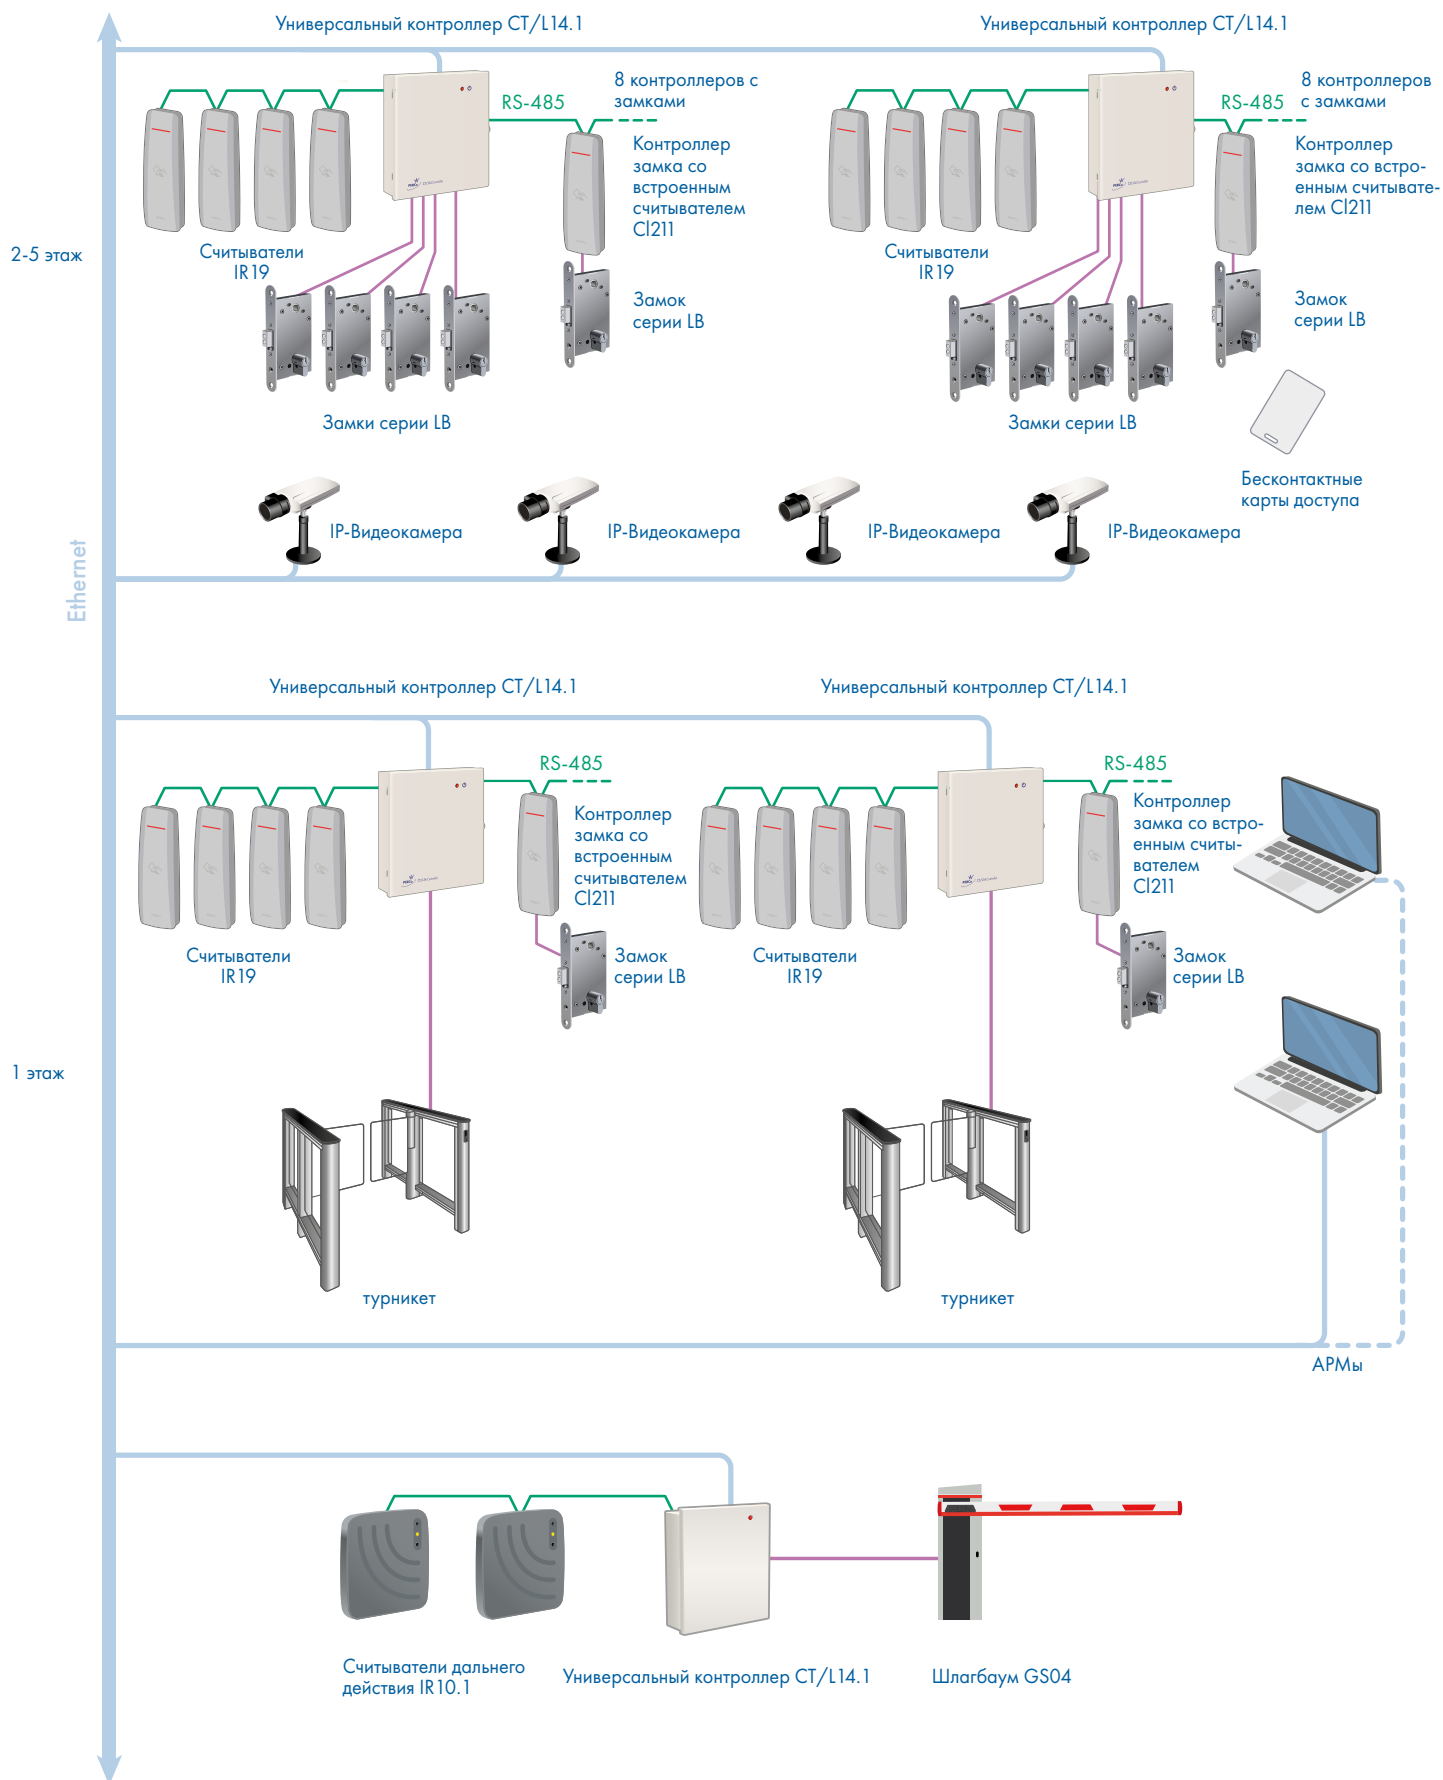 Универсальный контроллер CT/L14.1
Универсальный контроллер CT/L14.1
RS-485
8 контроллеров с
замками
Контроллер
замка со
встроенным
считывателем
CI211
RS-485
8 контроллеров
с замками
Контроллер
замка со встро-
енным считывате-
лем CI211
2-5 этаж
Считыватели
IR19
Считыватели
IR19
Замок
серии LB
Замок
серии LB
Замки серии LB
Замки серии LB
Бесконтактные
карты доступа
IP-Видеокамера
IP-Видеокамера
IP-Видеокамера
IP-Видеокамера
Ethernet
Универсальный контроллер CT/L14.1
Универсальный контроллер CT/L14.1
RS-485
Контроллер
замка со
встроенным
считывателем
CI211
RS-485
Контроллер
замка со встро-
енным считы-
вателем
CI211
Считыватели
IR19
Замок
серии LB
Считыватели
IR19
Замок
серии LB
1 этаж
турникет
турникет
АРМы
Считыватели дальнего
действия IR10.1
Универсальный контроллер CT/L14.1
Шлагбаум GS04